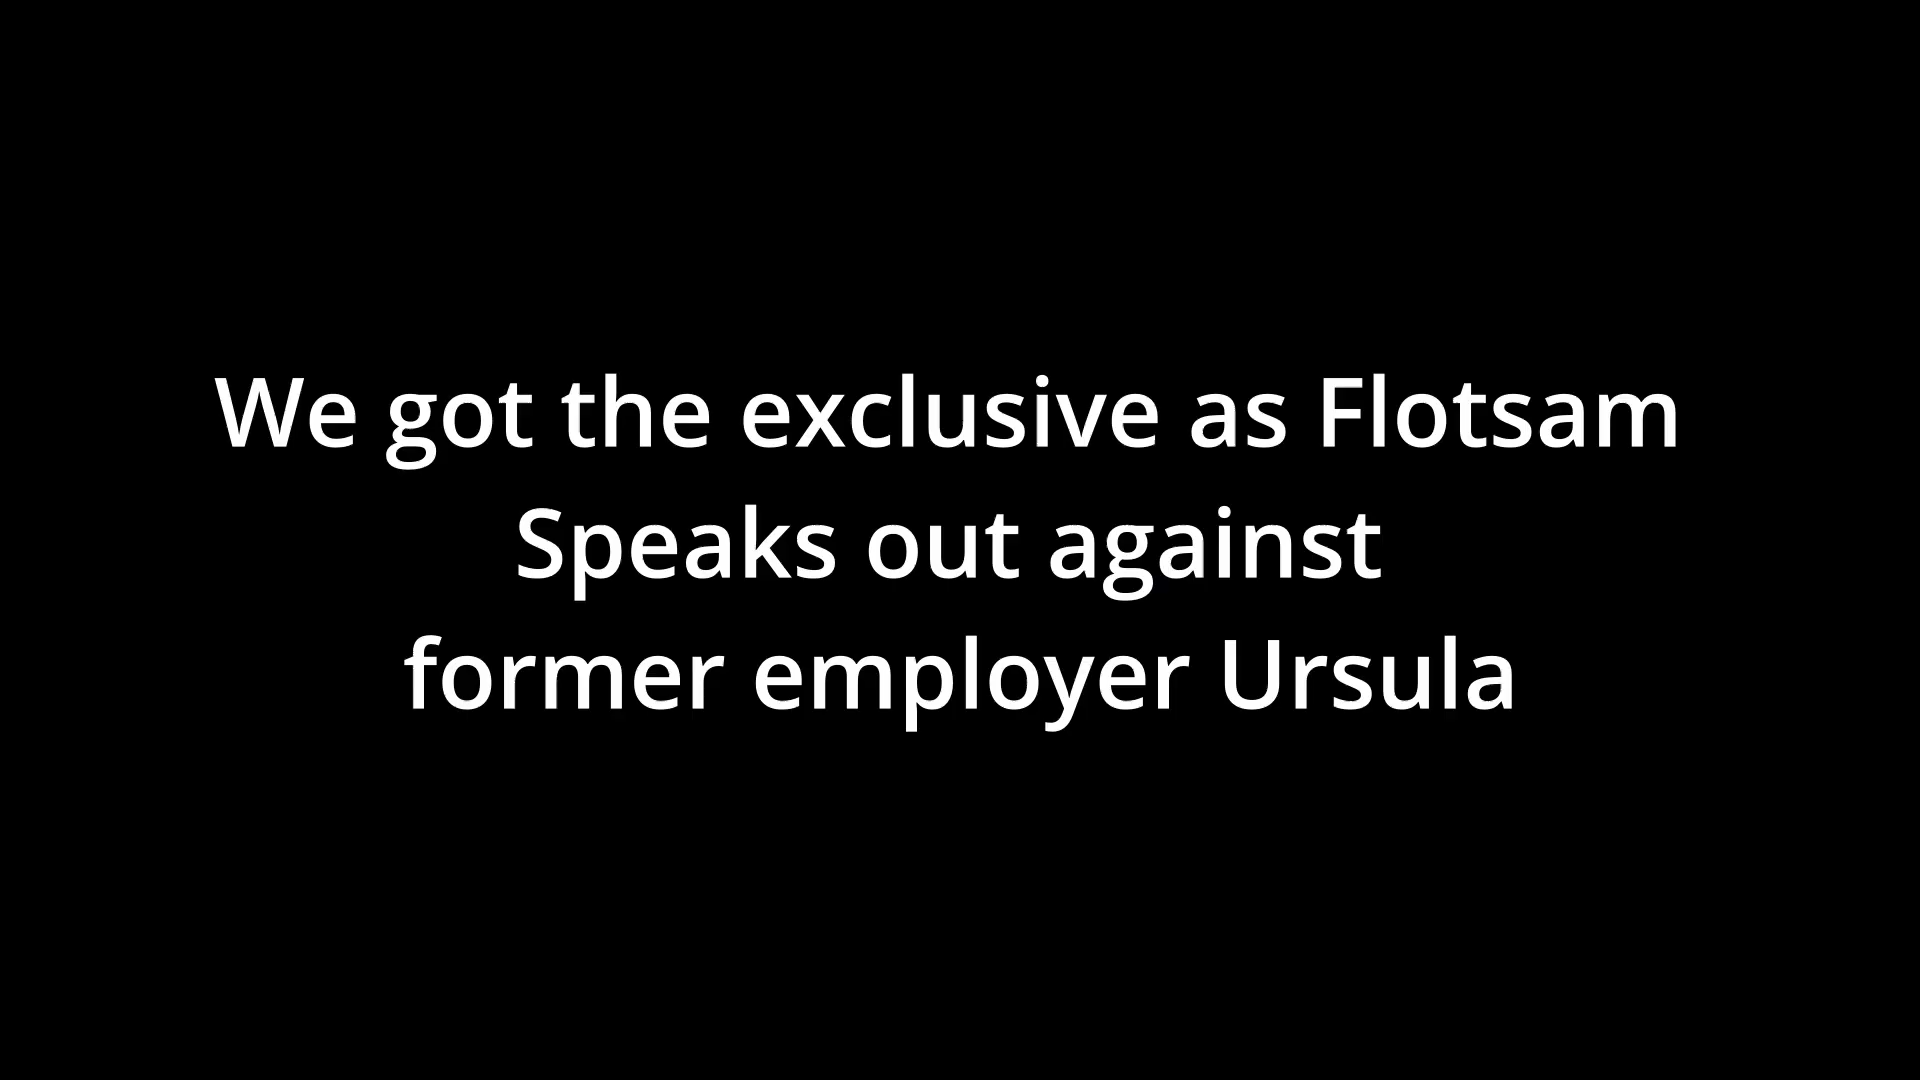 We got the exclusive as Flotsam
Speaks out against
former employer Ursula